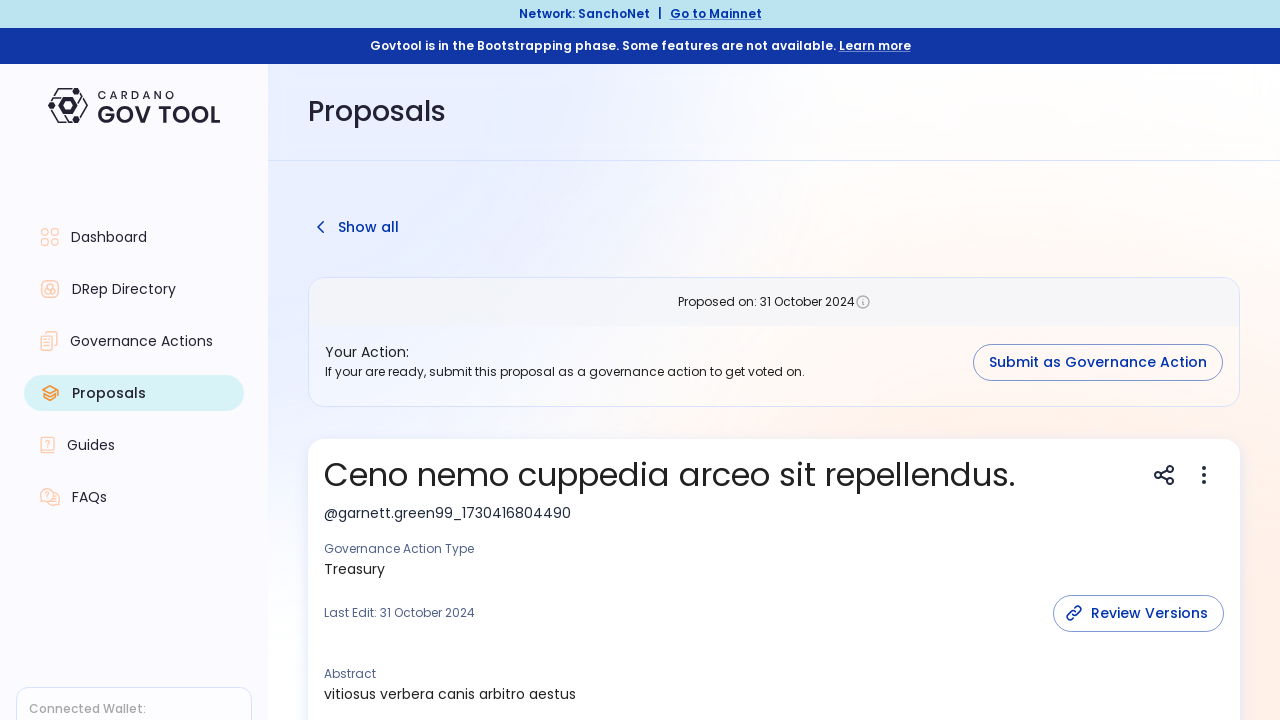 Network: SanchoNet | Go to Mainnet
Govtool is in the Bootstrapping phase. Some features are not available. Learn more
CARDANO
GOV TOOL
Proposals
Dashboard
DRep Directory
Governance Actions
Proposals
Guides
FAQs
Connected Wallet:
Show all
Proposed on: 31 October 2024
Your Action:
If your are ready, submit this proposal as a governance action to get voted on.
Submit as Governance Action
Ceno nemo cuppedia arceo sit repellendus.
@garnett.green99_1730416804490
Governance Action Type
Treasury
Last Edit: 31 October 2024
Review Versions
Abstract
vitiosus verbera canis arbitro aestus